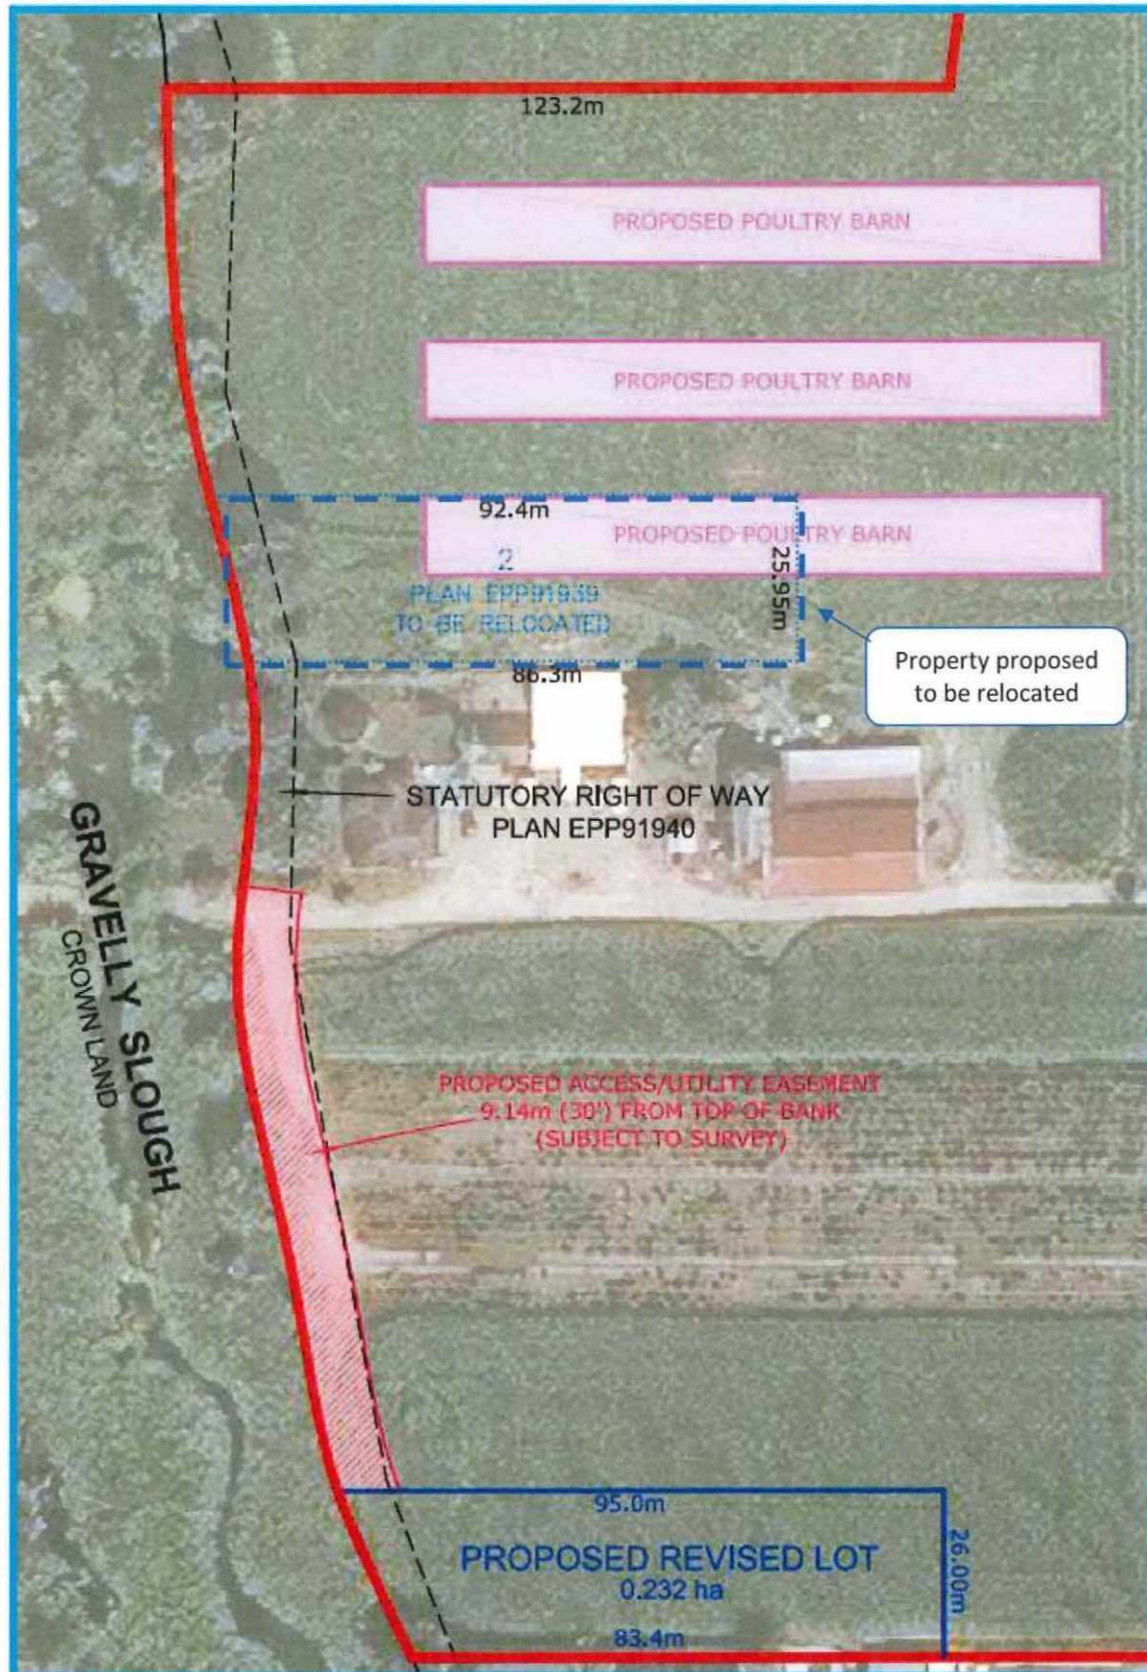 123.2m
PROPOSED POULTRY BARN
PROPOSED POULTRY BARN
92.4m
PROPOSED POULTRY BARN
2
PLAN EPP91939
TO BE RELOCATED
25.95m
86.3m
Property proposed
to be relocated
STATUTORY RIGHT OF WAY
PLAN EPP91940
GRAVELLY SLOUGH
CROWN LAND
PROPOSED ACCESS/UTILITY EASEMENT
9.14m (30') FROM TOP OF BANK
(SUBJECT TO SURVEY)
95.0m
PROPOSED REVISED LOT
0.232 ha
26.00m
83.4m